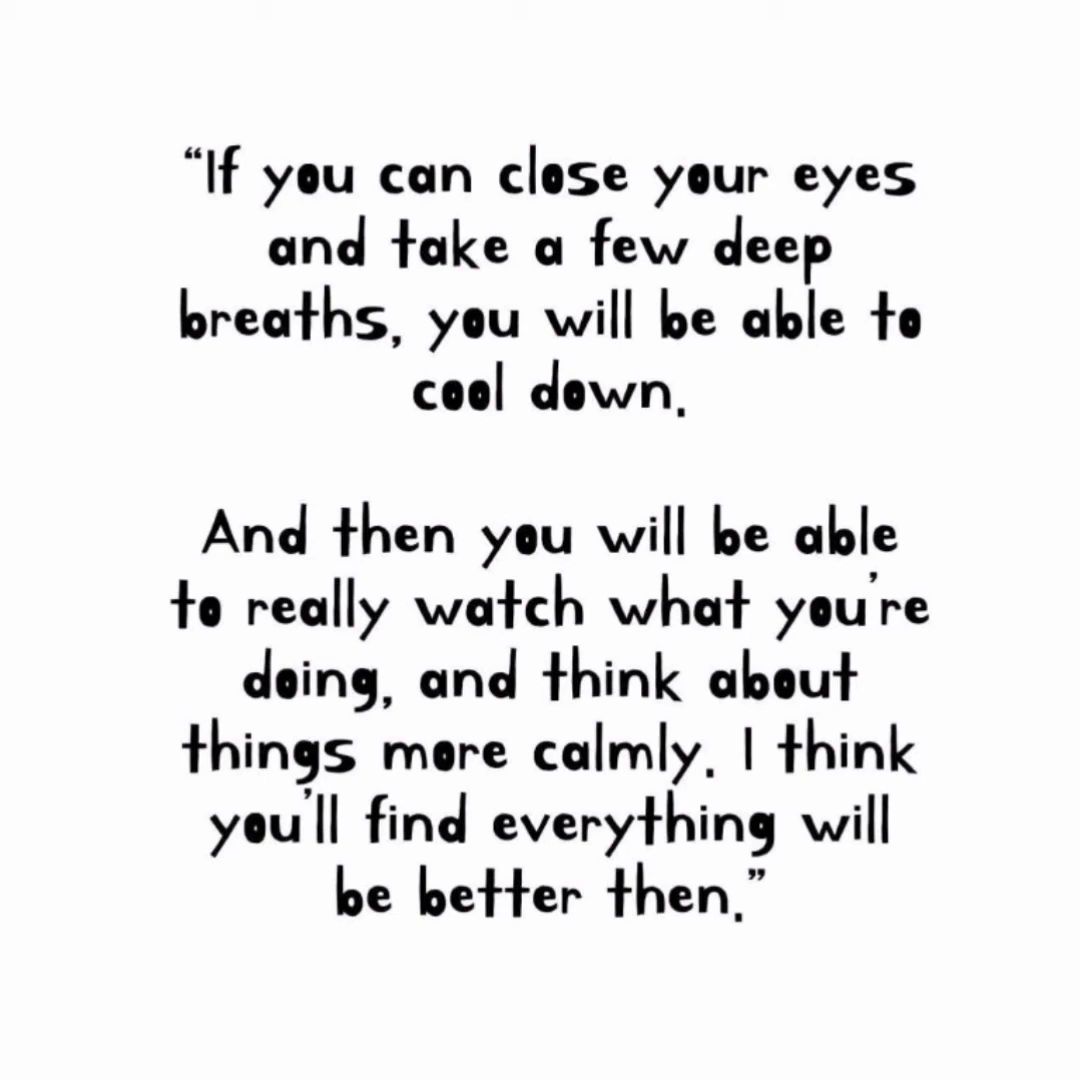 “If you can close your eyes
and take a few deep
breaths, you will be able to
cool down.
And then you will be able
to really watch what you’re
doing, and think about
things more calmly. I think
you’ll find everything will
be better then.”